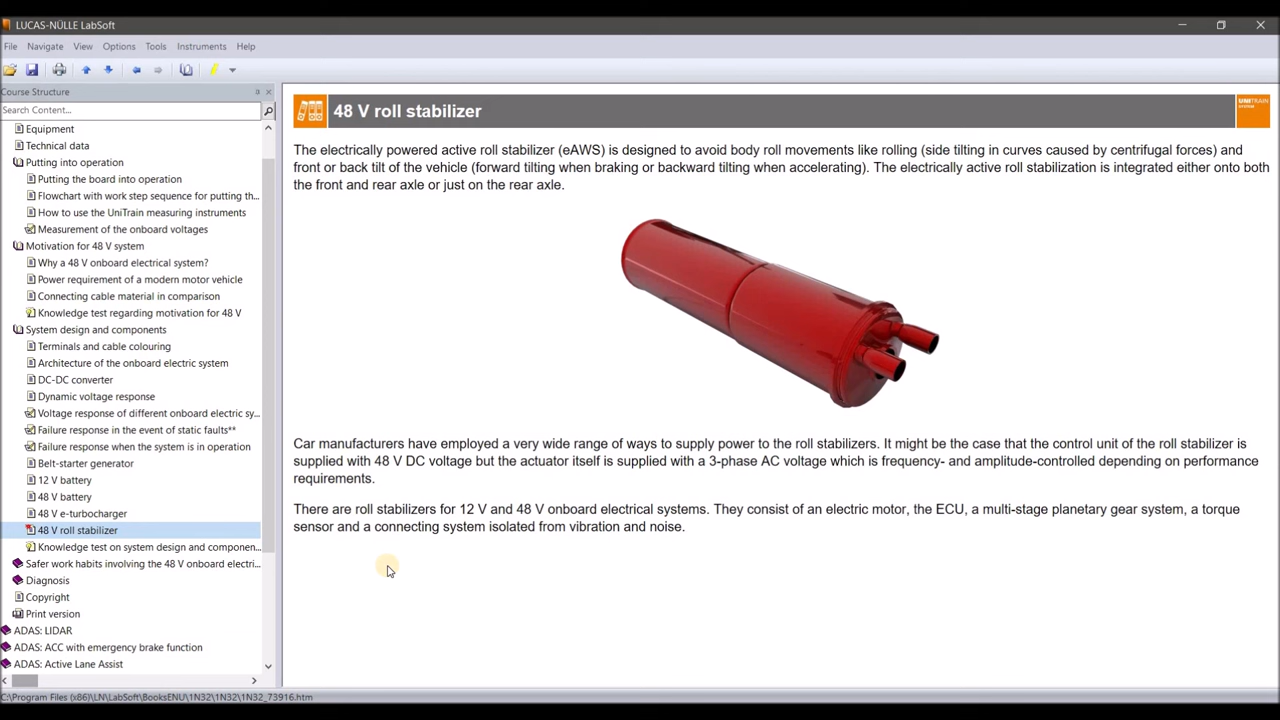 LUCAS-NÜLLE LabSoft
File Navigate View Options Tools Instruments Help
Course Structure
Search Content...
Equipment
Technical data
Putting into operation
Putting the board into operation
Flowchart with work step sequence for putting th...
How to use the UniTrain measuring instruments
Measurement of the onboard voltages
Motivation for 48 V system
Why a 48 V onboard electrical system?
Power requirement of a modern motor vehicle
Connecting cable material in comparison
Knowledge test regarding motivation for 48 V
System design and components
Terminals and cable colouring
Architecture of the onboard electric system
DC-DC converter
Dynamic voltage response
Voltage response of different onboard electric sy...
Failure response in the event of static faults**
Failure response when the system is in operation
Belt-starter generator
12 V battery
48 V battery
48 V e-turbocharger
48 V roll stabilizer
Knowledge test on system design and componen...
Safer work habits involving the 48 V onboard electri...
Diagnosis
Copyright
Print version
ADAS: LIDAR
ADAS: ACC with emergency brake function
ADAS: Active Lane Assist
48 V roll stabilizer
UNITRAIN
SYSTEM
The electrically powered active roll stabilizer (eAWS) is designed to avoid body roll movements like rolling (side tilting in curves caused by centrifugal forces) and
front or back tilt of the vehicle (forward tilting when braking or backward tilting when accelerating). The electrically active roll stabilization is integrated either onto both
the front and rear axle or just on the rear axle.
Car manufacturers have employed a very wide range of ways to supply power to the roll stabilizers. It might be the case that the control unit of the roll stabilizer is
supplied with 48 V DC voltage but the actuator itself is supplied with a 3-phase AC voltage which is frequency- and amplitude-controlled depending on performance
requirements.
There are roll stabilizers for 12 V and 48 V onboard electrical systems. They consist of an electric motor, the ECU, a multi-stage planetary gear system, a torque
sensor and a connecting system isolated from vibration and noise.
C:\Program Files (x86)\LN\LabSoft\BooksENU\1N32\1N32\1N32_73916.htm